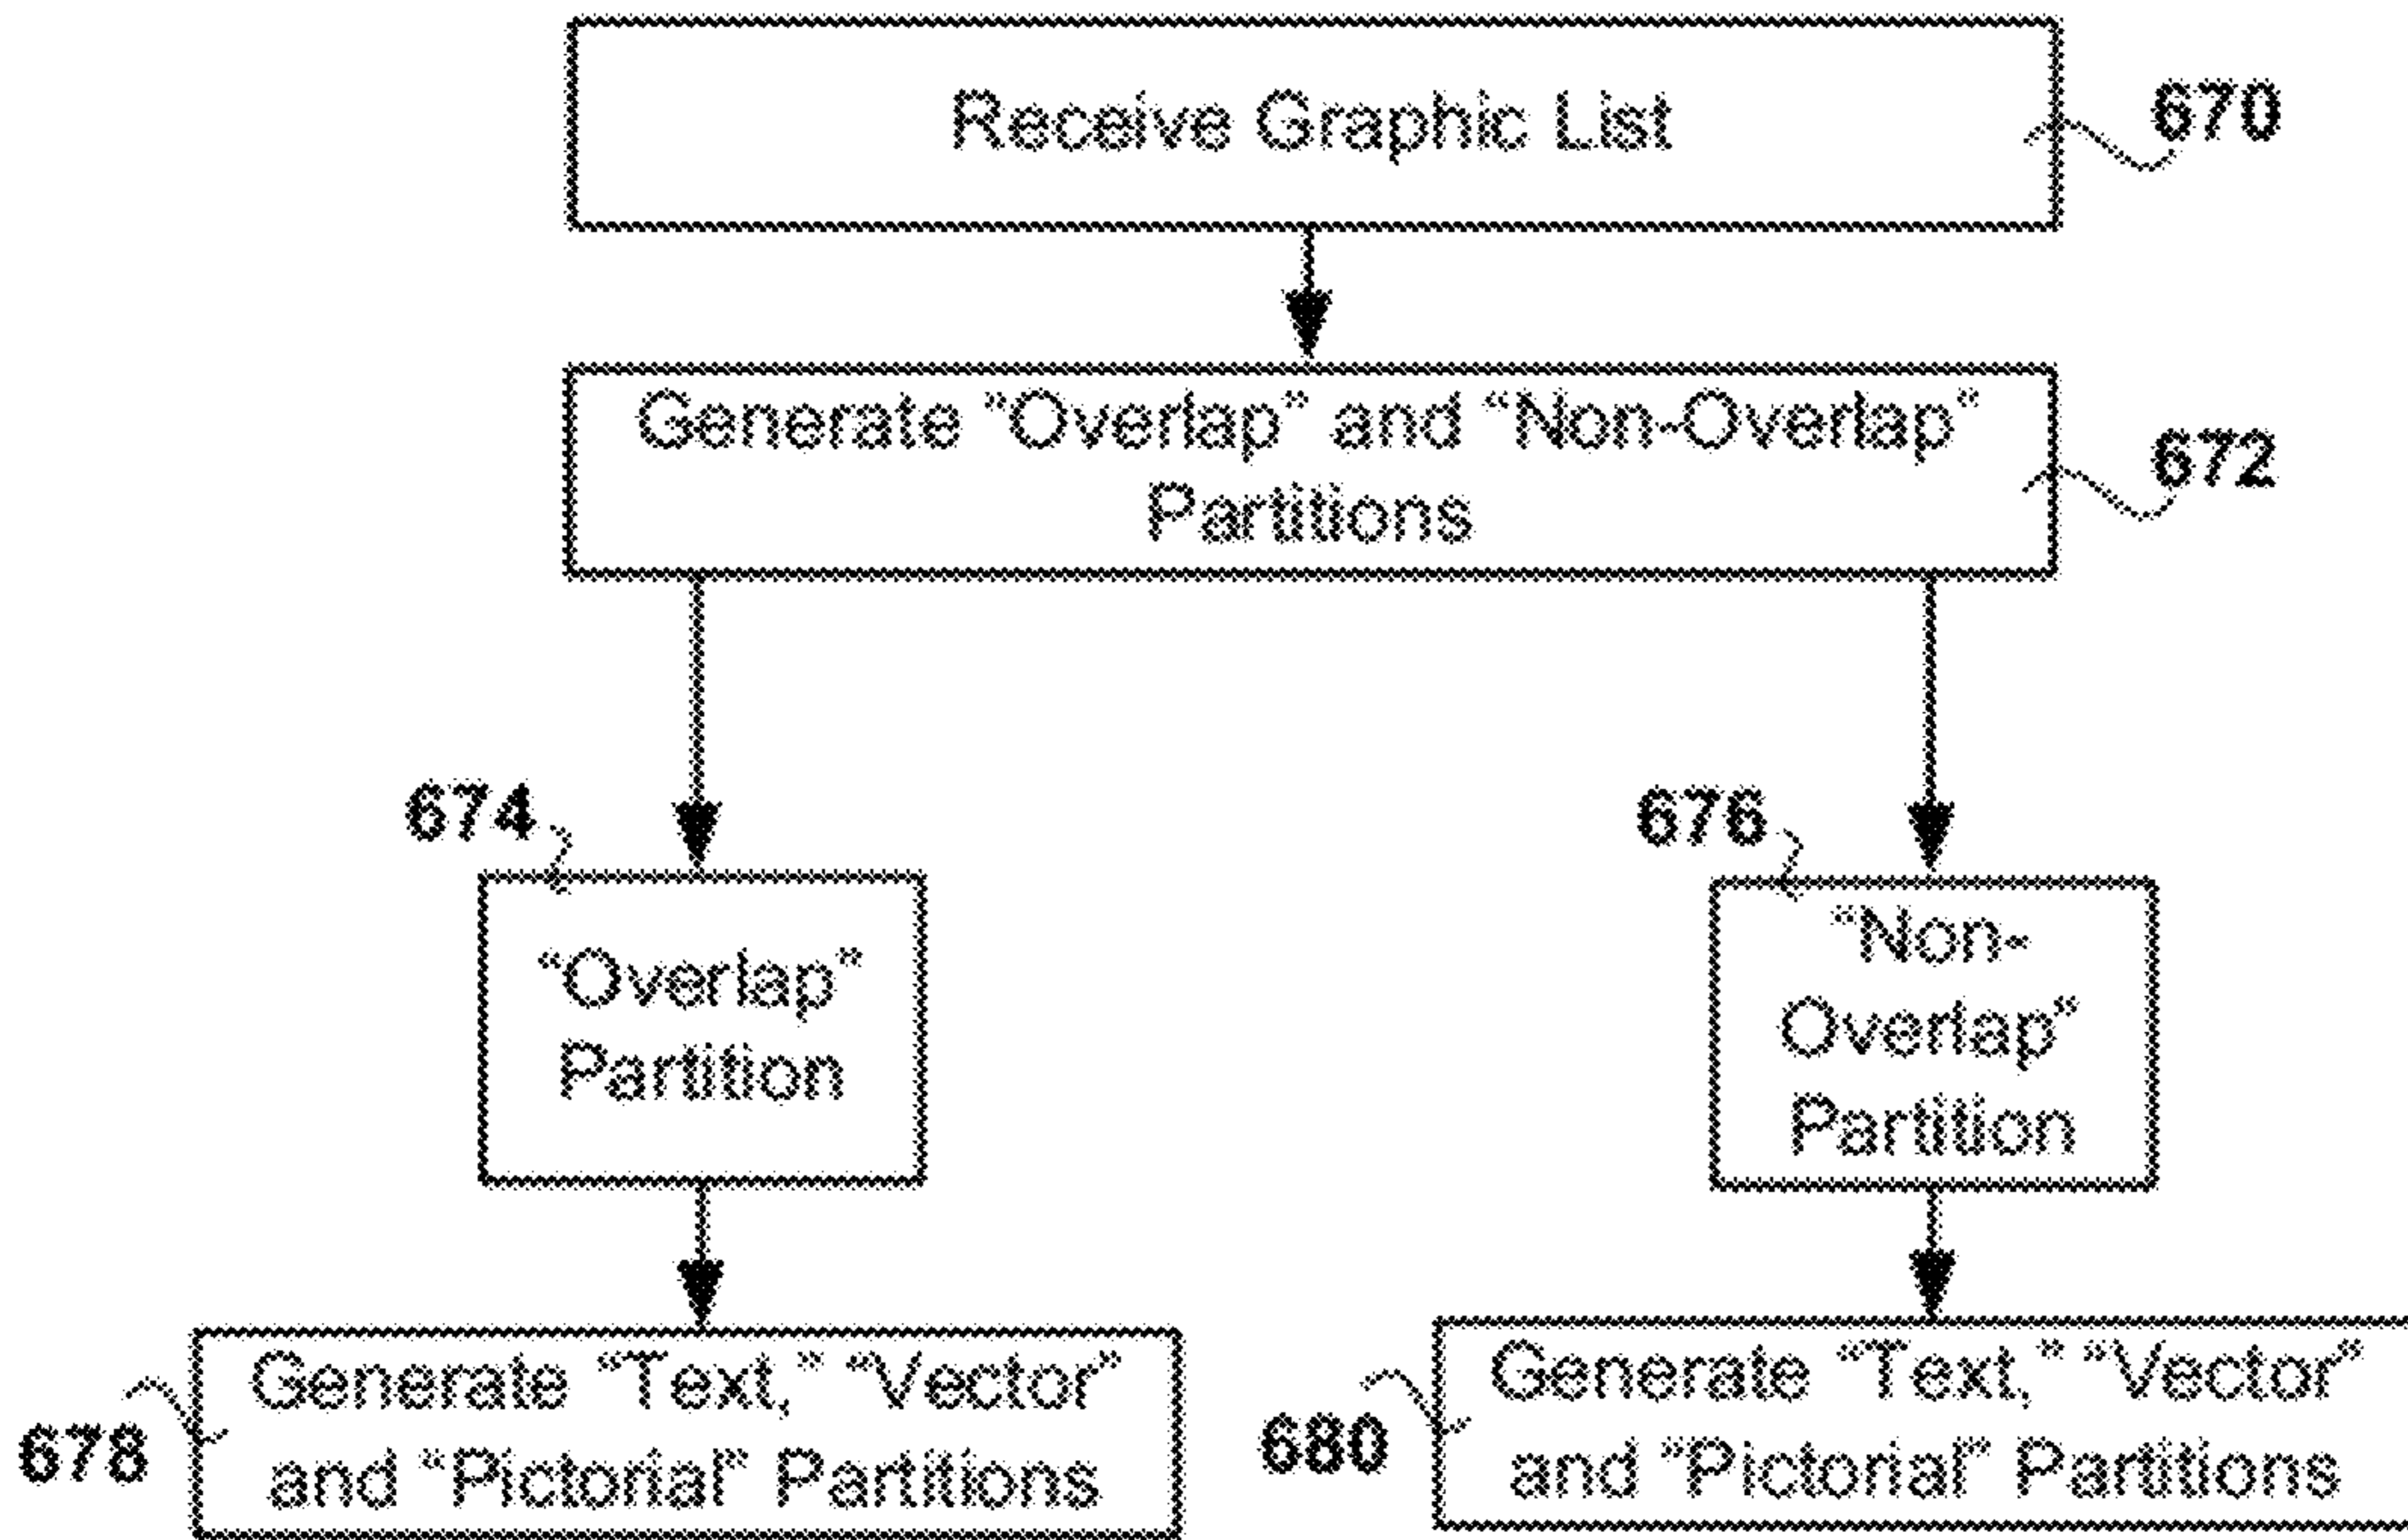 Receive Graphic List
670
Generate "Overlap" and "Non-Overlap"
Partitions
672
674
"Overlap"
Partition
676
"Non-
Overlap"
Partition
678
Generate "Text," "Vector"
and "Pictorial" Partitions
680
Generate "Text," "Vector"
and "Pictorial" Partitions